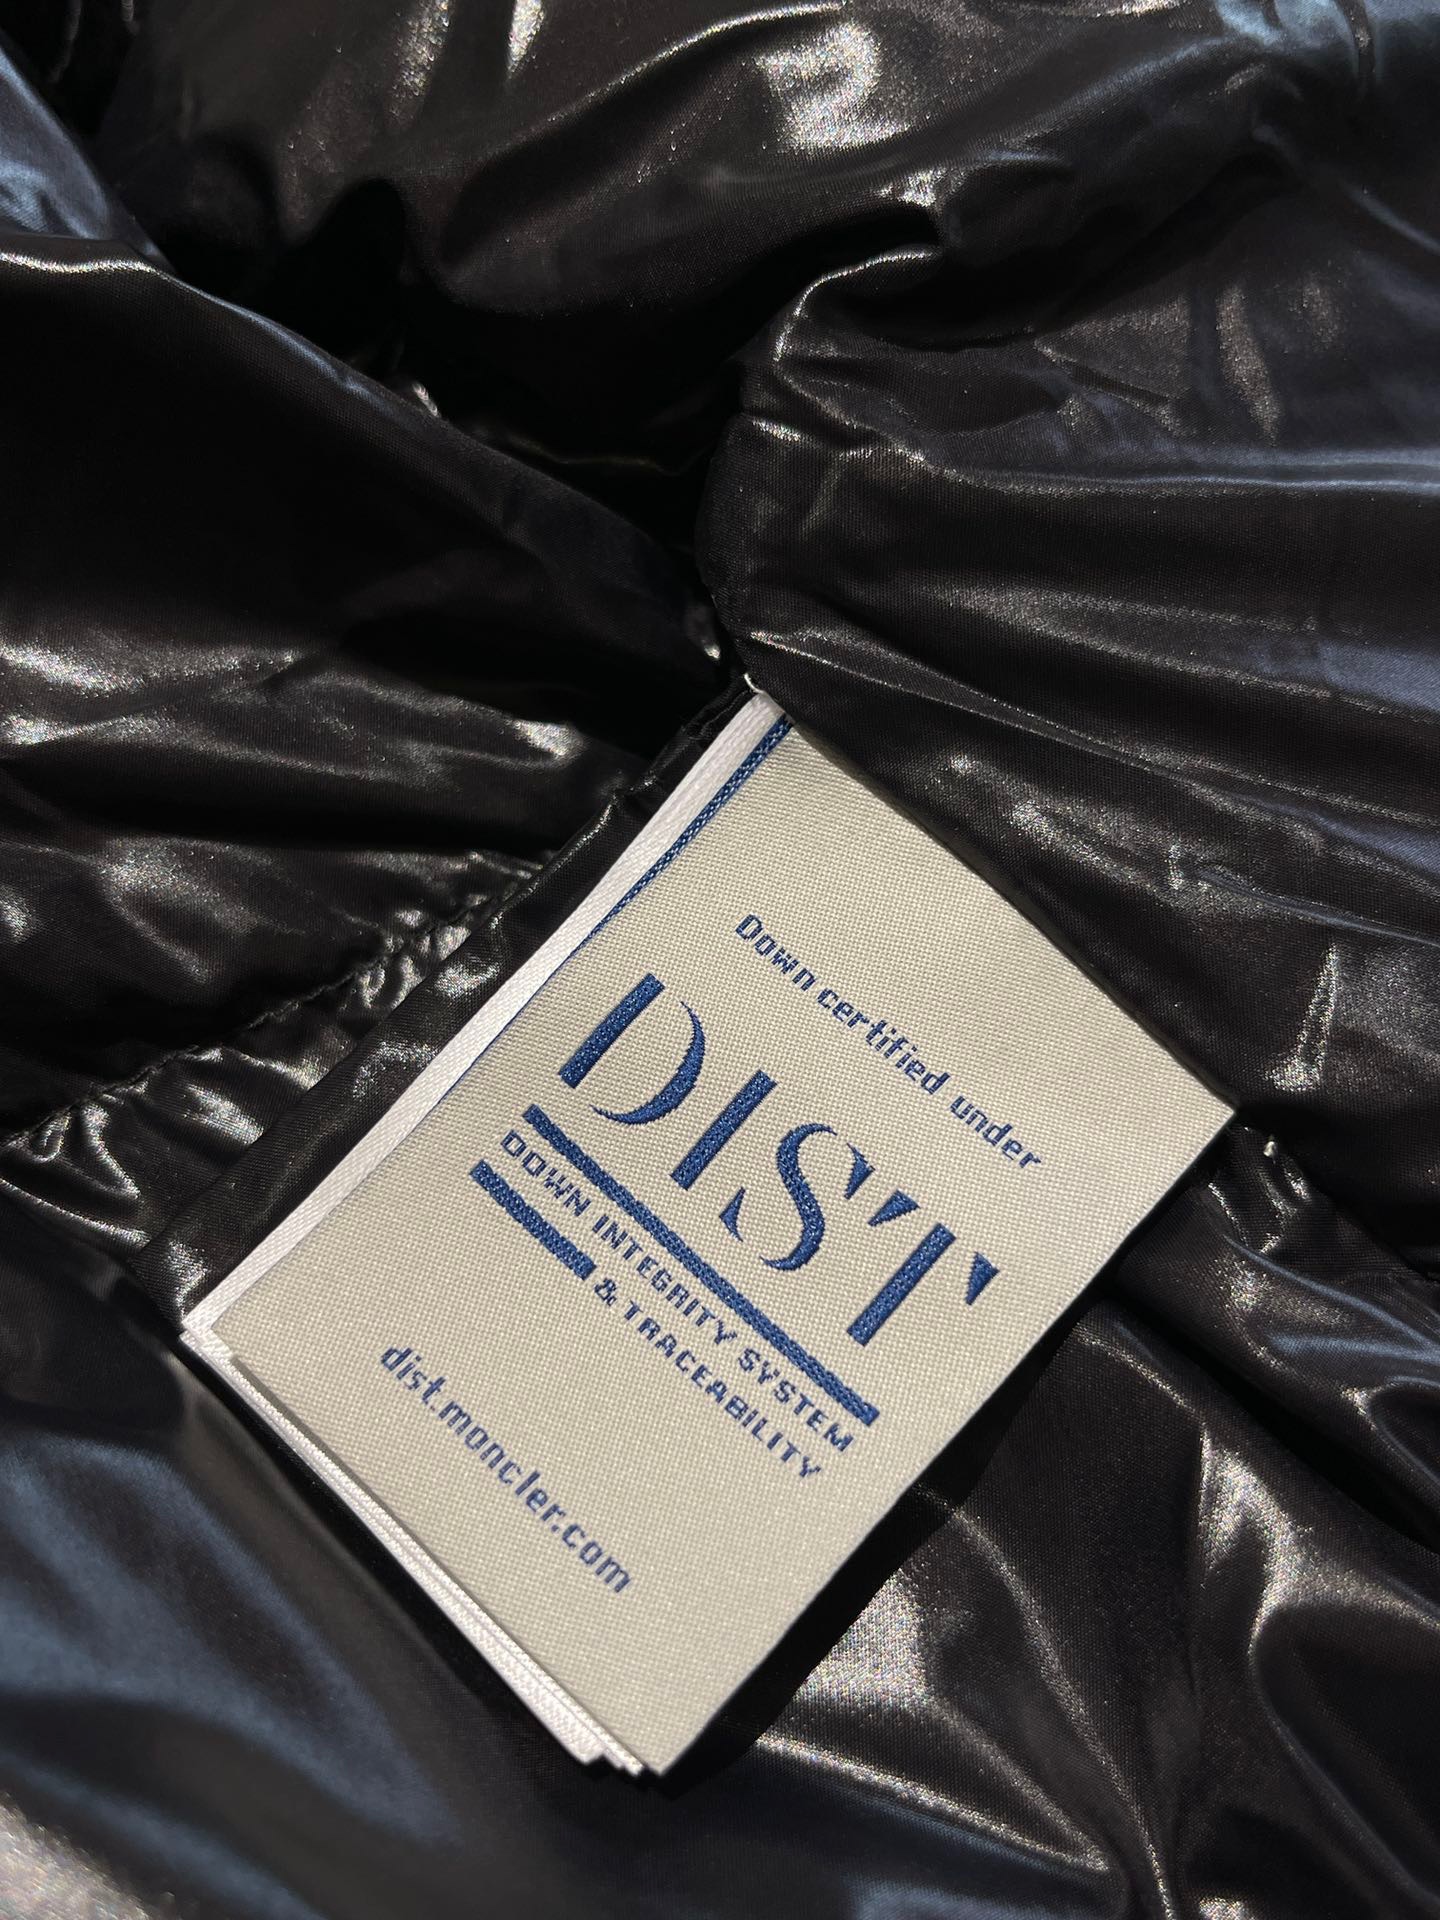 Down certified under
DIST
DOWN INTEGRITY SYSTEM
& TRACEABILITY
dist.moncler.com